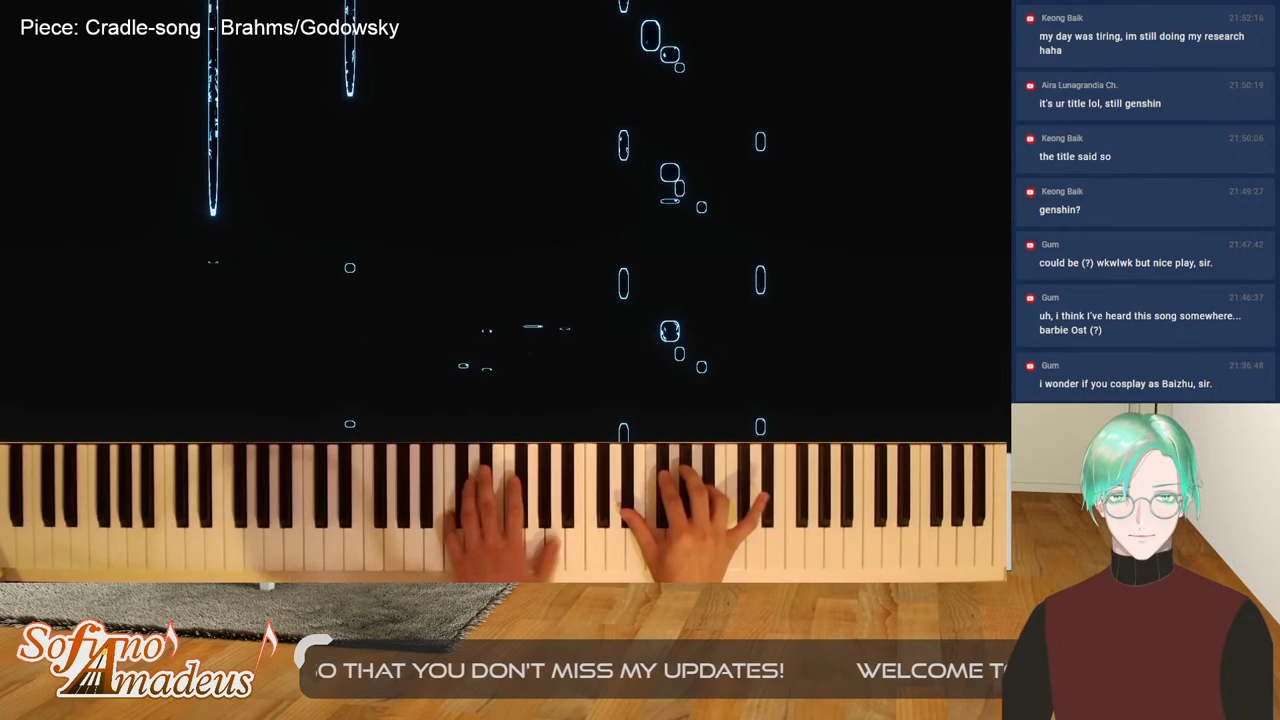 Piece: Cradle-song - Brahms/Godowsky
Keong Baik 21:52:16
my day was tiring, im still doing my research
haha
Aira Lunagrandia Ch. 21:50:19
it's ur title lol, still genshin
Keong Baik 21:50:06
the title said so
Keong Baik 21:49:27
genshin?
Gum 21:47:42
could be (?) wkwlwk but nice play, sir.
Gum 21:46:37
uh, i think I've heard this song somewhere...
barbie Ost (?)
Gum 21:36:48
i wonder if you cosplay as Baizhu, sir.
Sofiano
Amadeus
SO THAT YOU DON'T MISS MY UPDATES! WELCOME TO